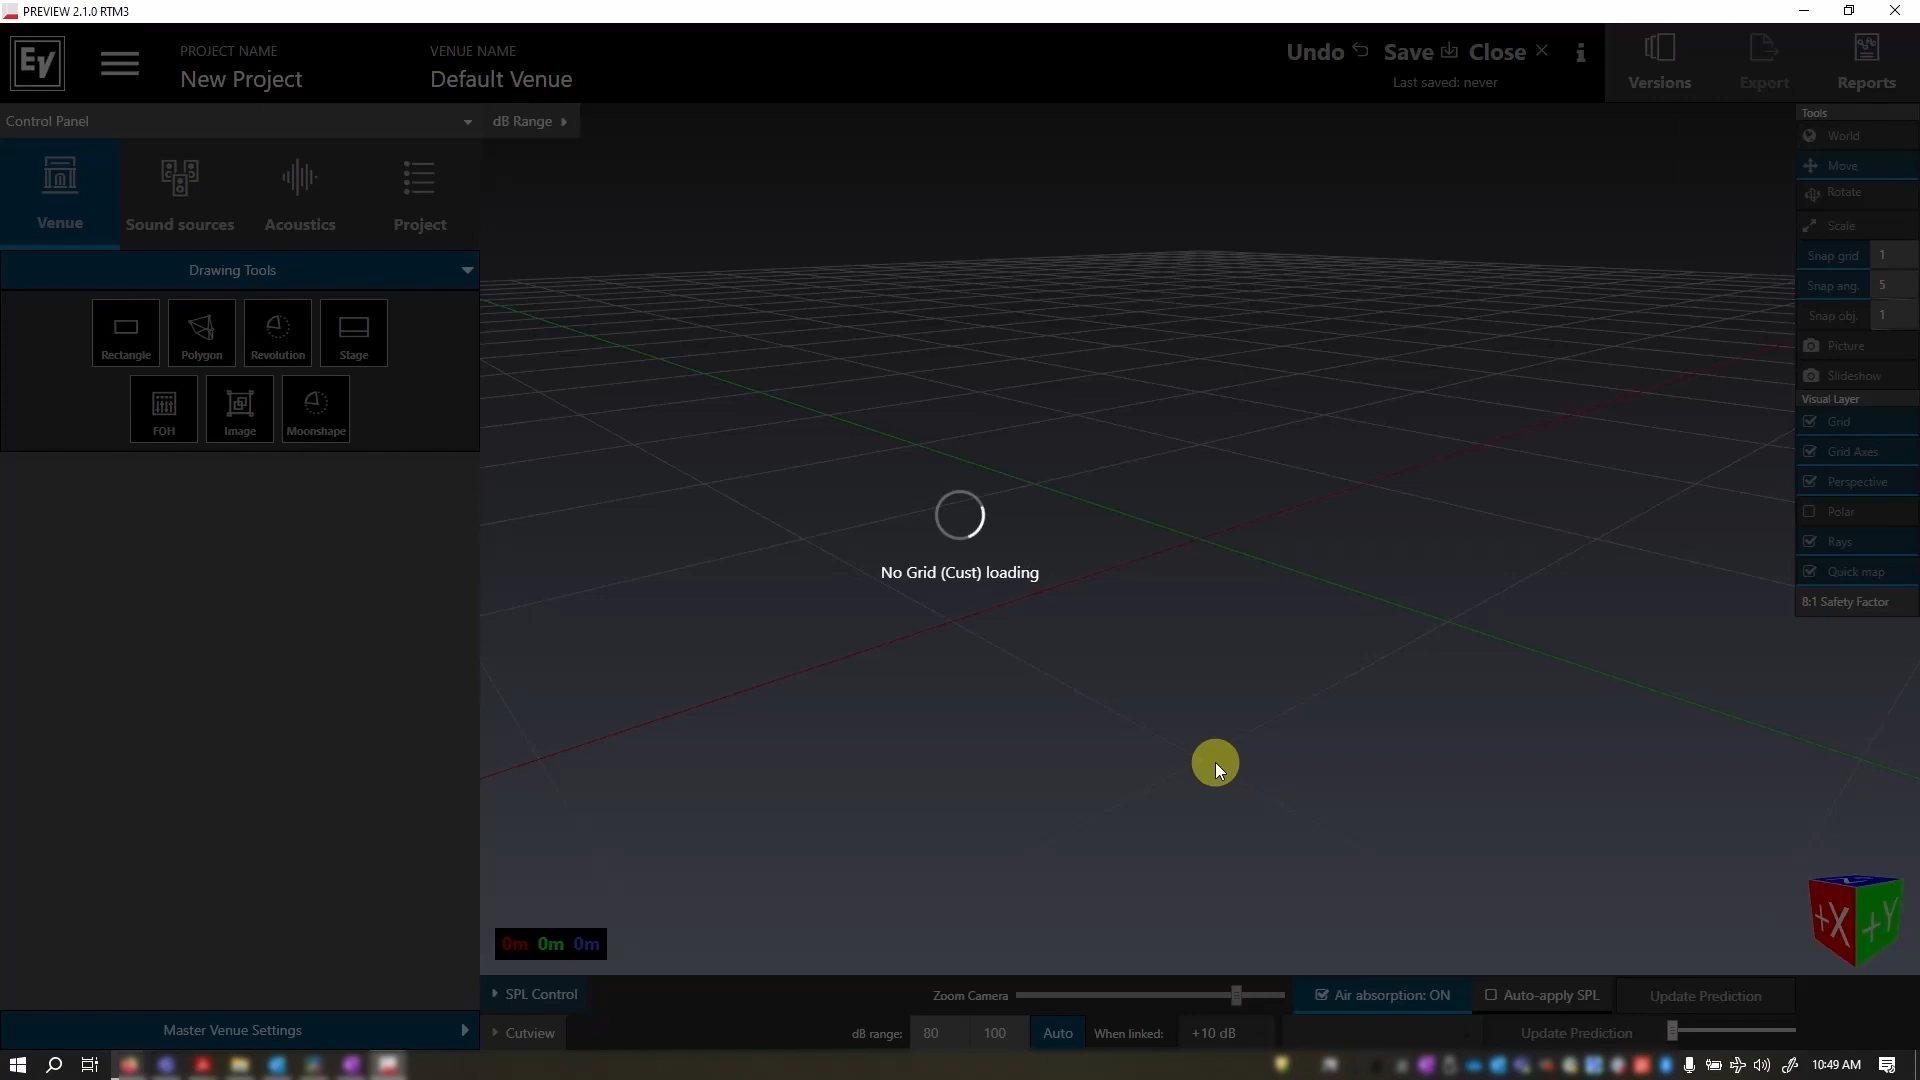 PREVIEW 2.1.0 RTM3
EV
PROJECT NAME
New Project
VENUE NAME
Default Venue
Undo
Save
Close
Last saved: never
Versions
Export
Reports
Control Panel
dB Range
Venue
Sound sources
Acoustics
Project
Drawing Tools
Rectangle
Polygon
Revolution
Stage
FOH
Image
Moonshape
Tools
World
Move
Rotate
Scale
Snap grid 1
Snap ang. 5
Snap obj. 1
Picture
Slideshow
Visual Layer
Grid
Grid Axes
Perspective
Polar
Rays
Quick map
8:1 Safety Factor
No Grid (Cust) loading
+X
+Y
0m 0m 0m
SPL Control
Zoom Camera
Air absorption: ON
Auto-apply SPL
Update Prediction
Master Venue Settings
Cutview
dB range: 80 100 Auto When linked: +10 dB
Update Prediction
10:49 AM